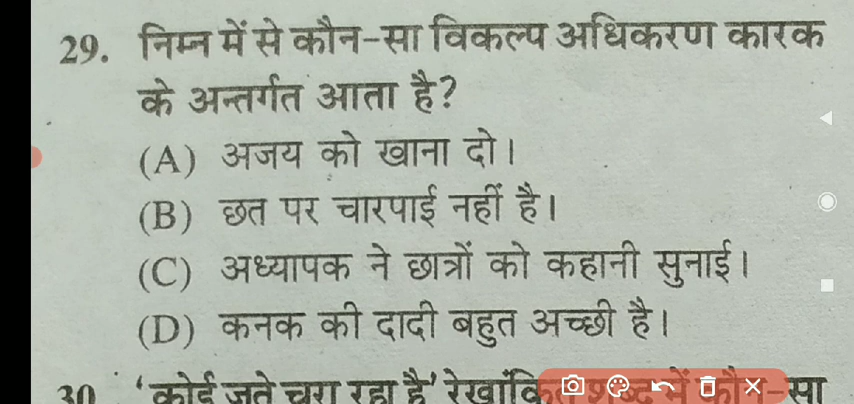 29. निम्न में से कौन-सा विकल्प अधिकरण कारक
के अन्तर्गत आता है?
(A) अजय को खाना दो।
(B) छत पर चारपाई नहीं है।
(C) अध्यापक ने छात्रों को कहानी सुनाई।
(D) कनक की दादी बहुत अच्छी है।
30. 'कोई जूते चुरा रहा है' रेखांकित शब्द में कौन-सा